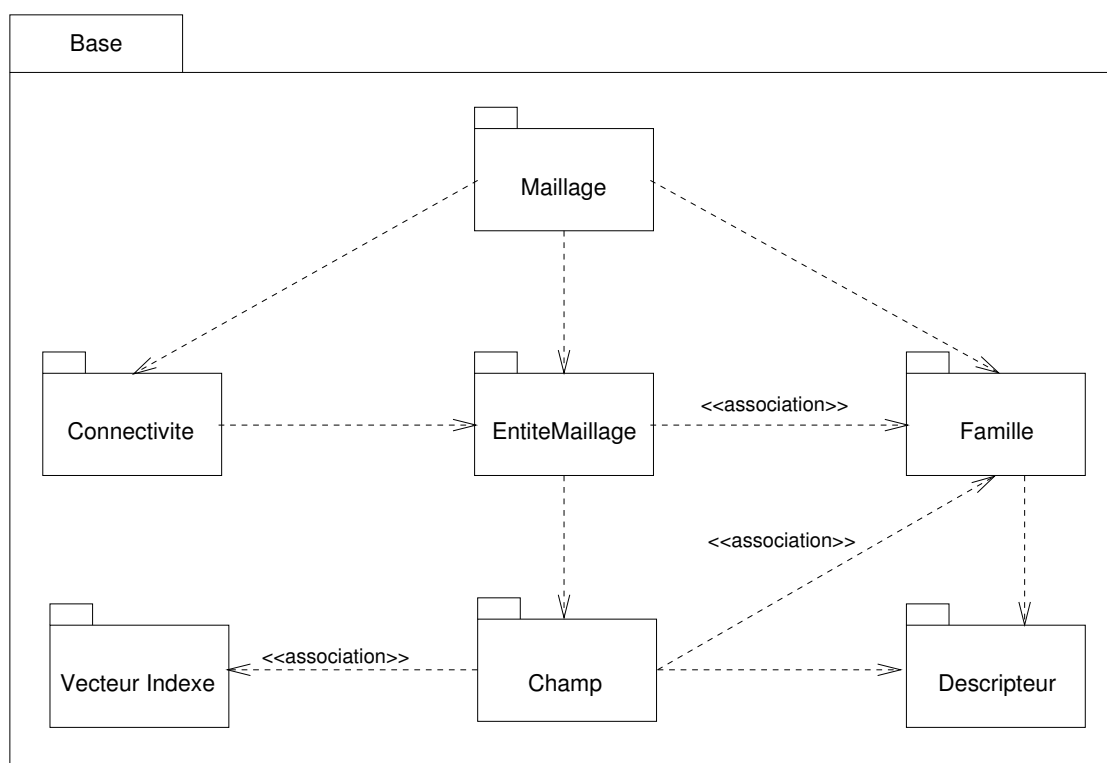 Base
Maillage
Connectivite
EntiteMaillage
<<association>>
Famille
<<association>>
Vecteur Indexe
<<association>>
Champ
Descripteur